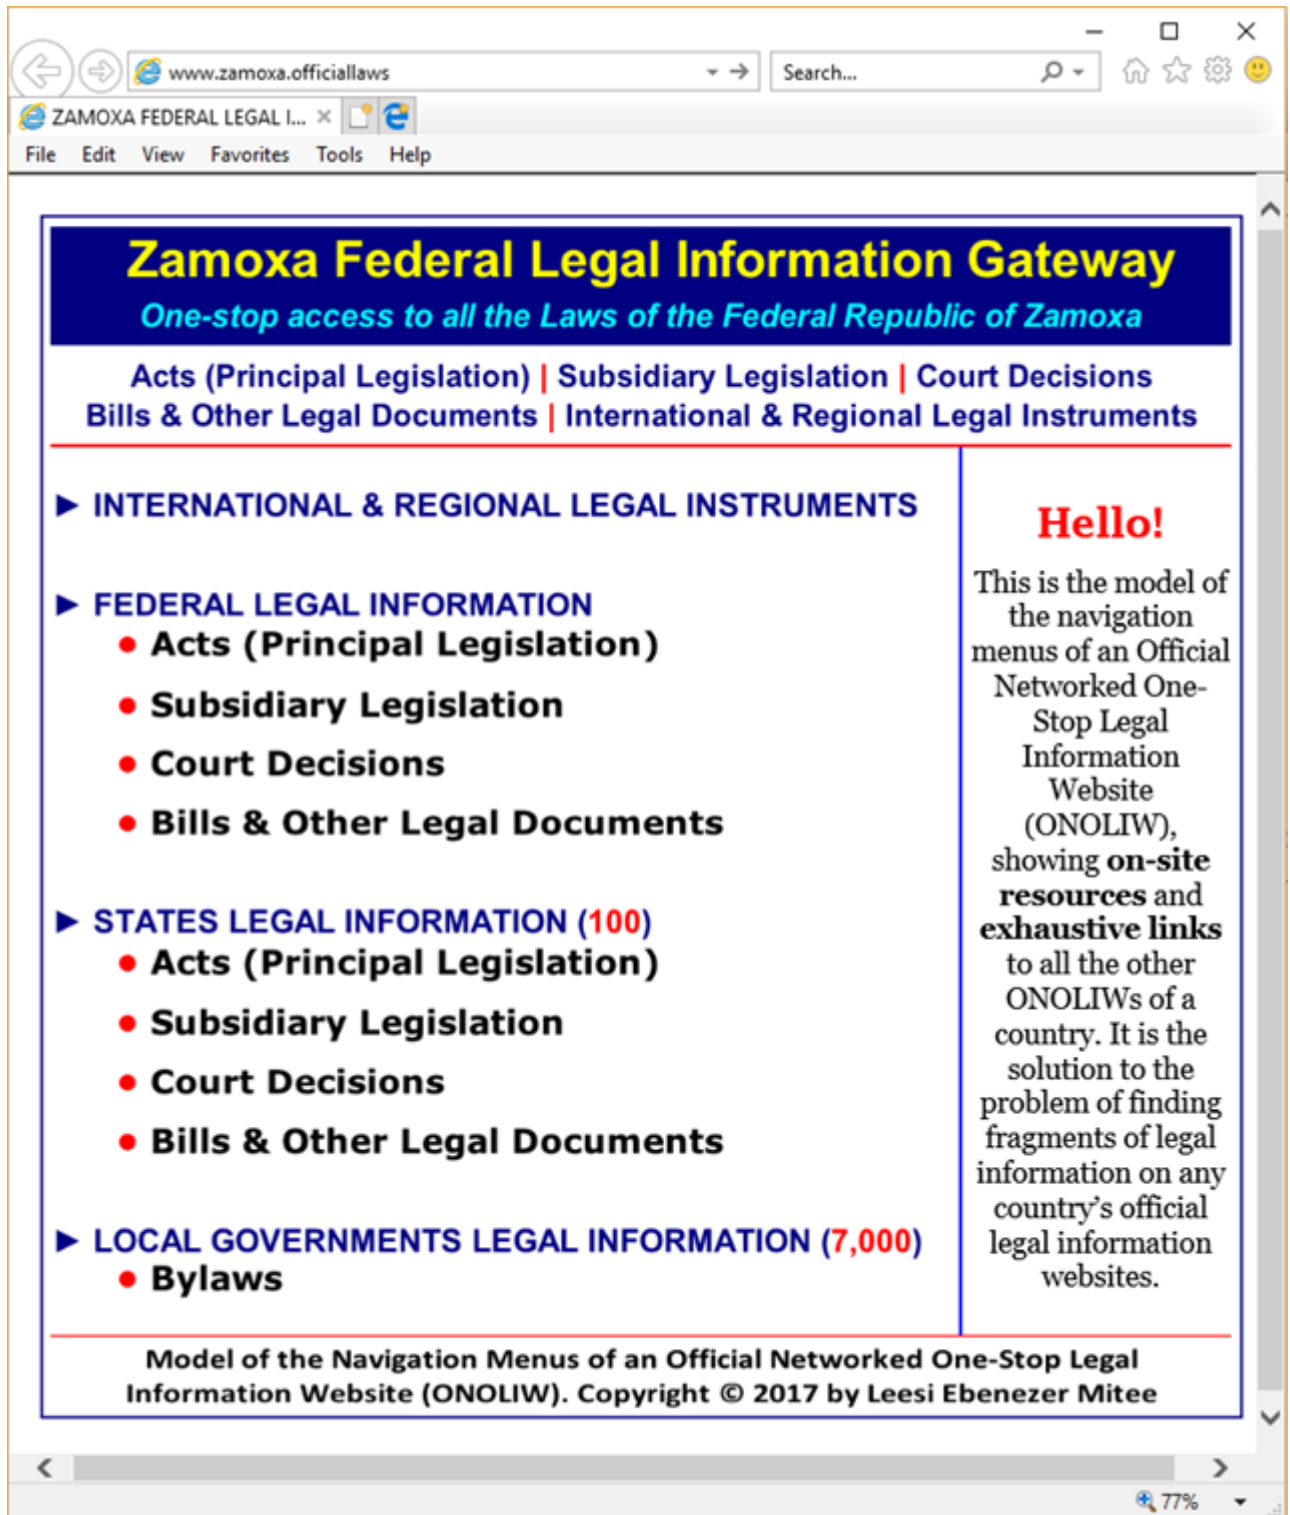 www.zamoxa.officiallaws
Search...
ZAMOXA FEDERAL LEGAL I...
File Edit View Favorites Tools Help
Zamoxa Federal Legal Information Gateway
One-stop access to all the Laws of the Federal Republic of Zamoxa
Acts (Principal Legislation) | Subsidiary Legislation | Court Decisions
Bills & Other Legal Documents | International & Regional Legal Instruments
► INTERNATIONAL & REGIONAL LEGAL INSTRUMENTS
► FEDERAL LEGAL INFORMATION
• Acts (Principal Legislation)
• Subsidiary Legislation
• Court Decisions
• Bills & Other Legal Documents
► STATES LEGAL INFORMATION (100)
• Acts (Principal Legislation)
• Subsidiary Legislation
• Court Decisions
• Bills & Other Legal Documents
► LOCAL GOVERNMENTS LEGAL INFORMATION (7,000)
• Bylaws
Hello!
This is the model of
the navigation
menus of an Official
Networked One-
Stop Legal
Information
Website
(ONOLIW),
showing on-site
resources and
exhaustive links
to all the other
ONOLIWs of a
country. It is the
solution to the
problem of finding
fragments of legal
information on any
country's official
legal information
websites.
Model of the Navigation Menus of an Official Networked One-Stop Legal
Information Website (ONOLIW). Copyright © 2017 by Leesi Ebenezer Mitee
77%